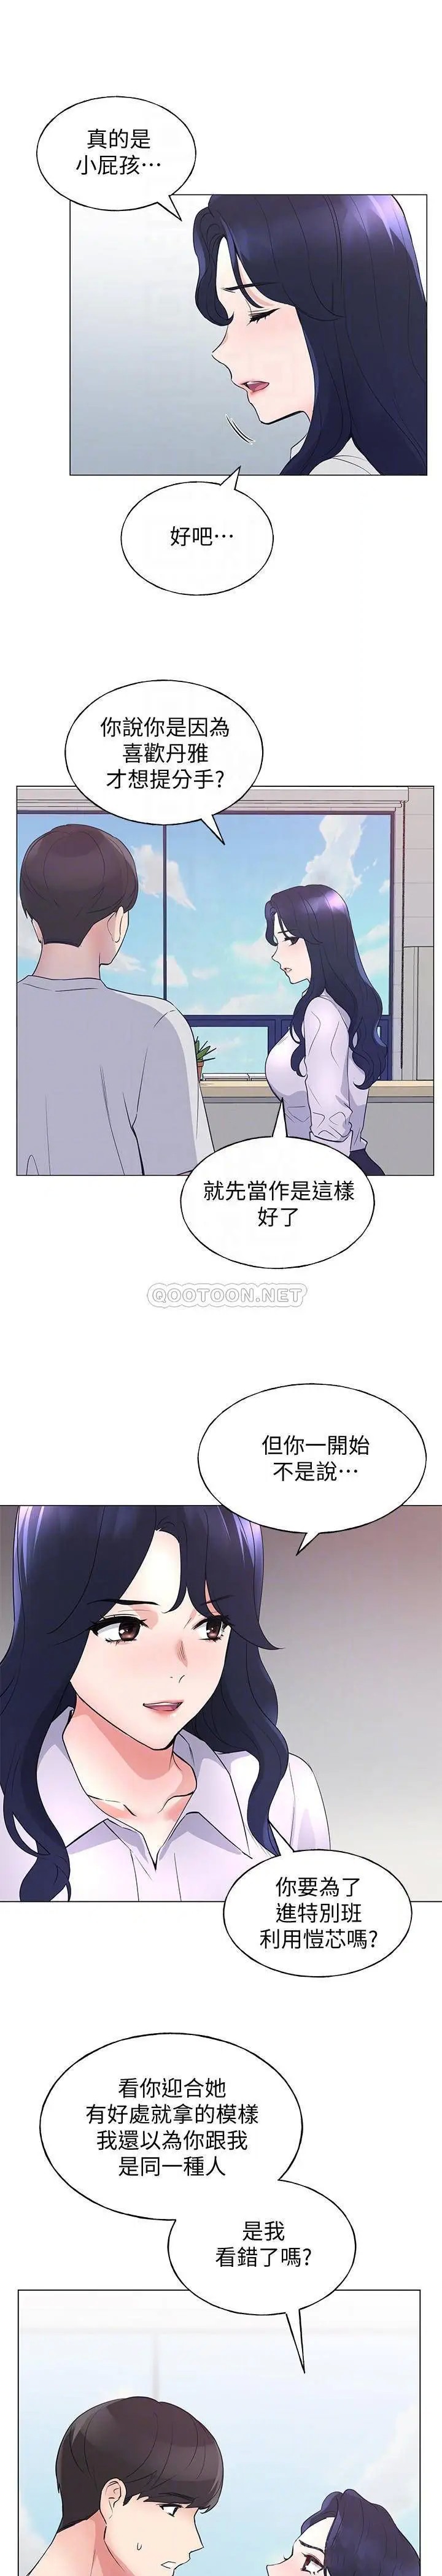 真的是
小屁孩⋯
好吧⋯
你說你是因為
喜歡丹雅
才想提分手?
就先當作是這樣
好了
QOOTOON.NET
但你一開始
不是說⋯
你要為了
進特別班
利用愷芯嗎?
看你迎合她
有好處就拿的模樣
我還以為你跟我
是同一種人
是我
看錯了嗎?